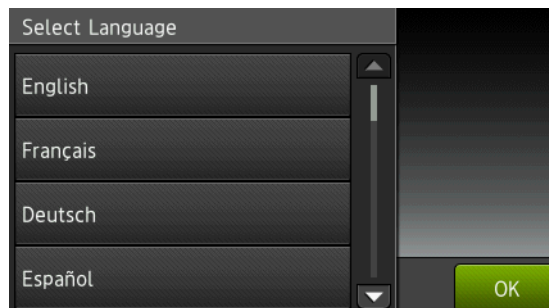 Select Language
English
Français
Deutsch
Español
OK